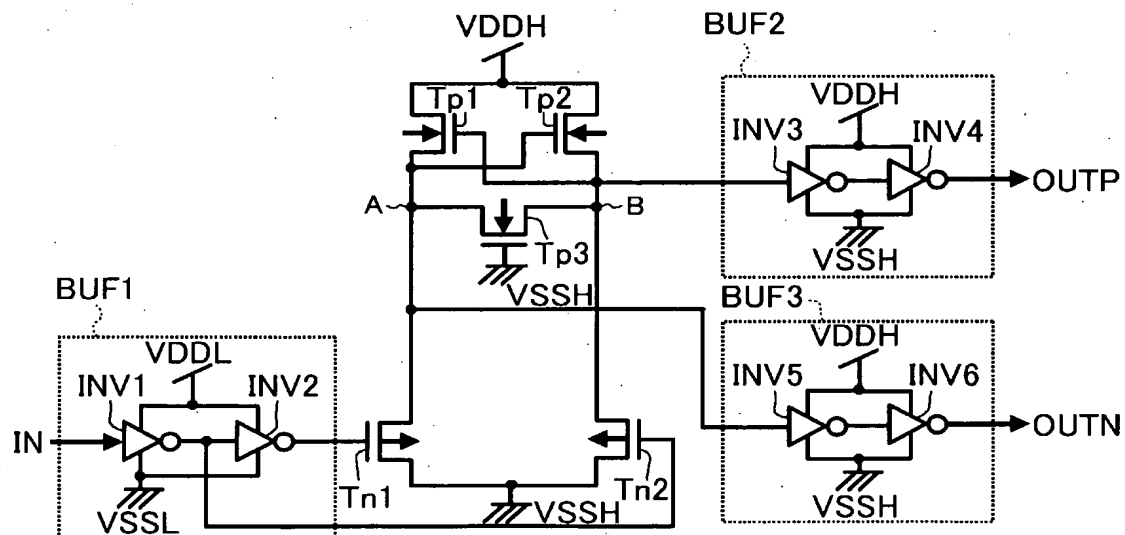 VDDH
BUF2
Tp1
Tp2
VDDH
INV3
INV4
OUTP
A
B
Tp3
VSSH
VSSH
BUF1
BUF3
VDDL
VDDH
INV1
INV2
INV5
INV6
IN
OUTN
Tn1
Tn2
VSSL
VSSH
VSSH